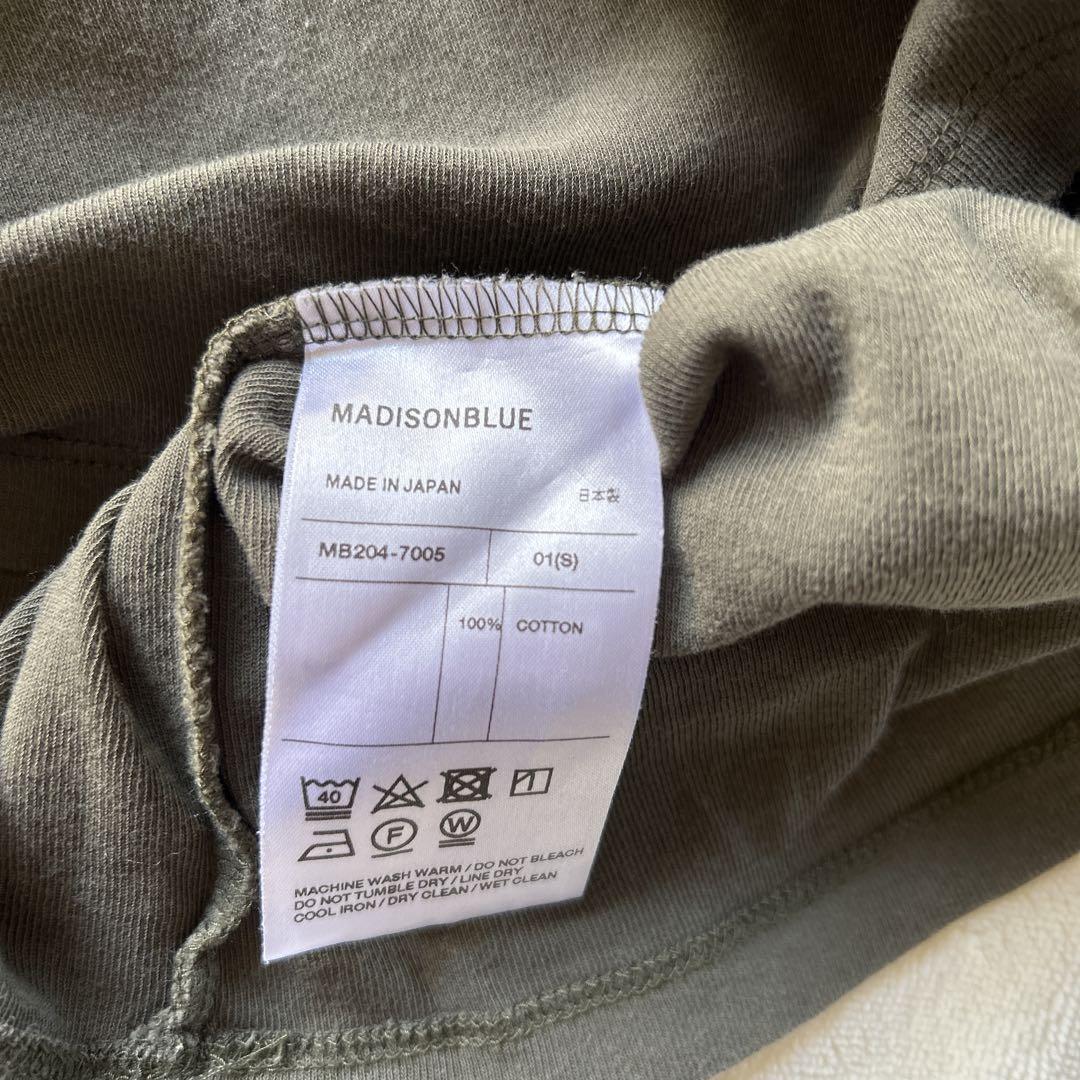 MADISONBLUE
MADE IN JAPAN 日本製
MB204-7005 01(S)
100% COTTON
40
F W
MACHINE WASH WARM / DO NOT BLEACH
DO NOT TUMBLE DRY / LINE DRY
COOL IRON / DRY CLEAN / WET CLEAN